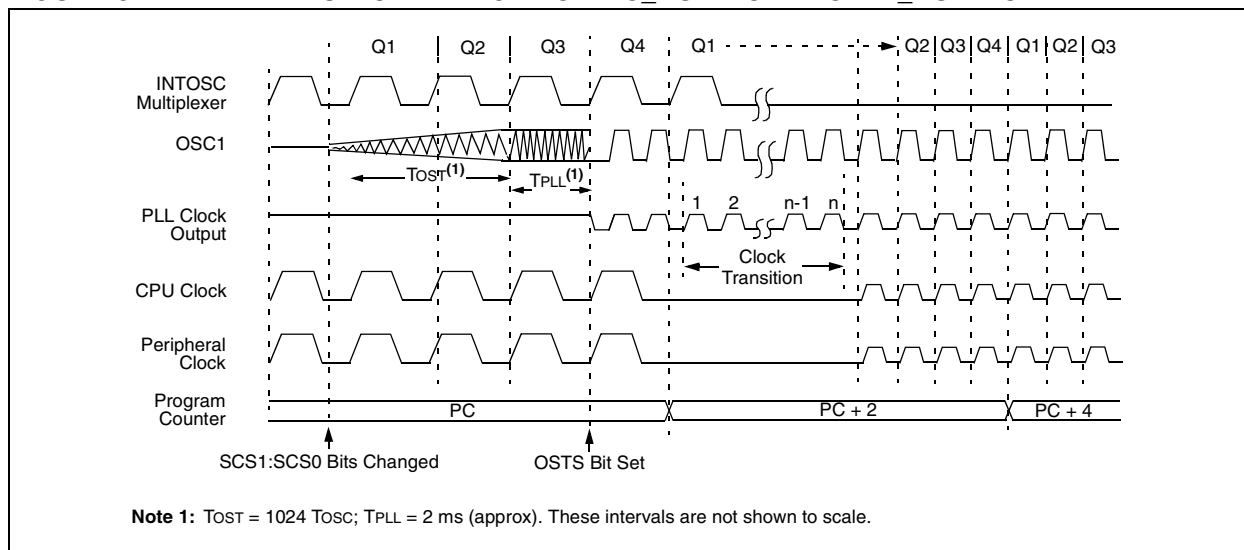 Q1 Q2 Q3 Q4 Q1 Q2 Q3 Q4 Q1 Q2 Q3
INTOSC
Multiplexer
OSC1
TOST(1)
TPLL(1)
1 2 n-1 n
PLL Clock
Output
Clock
Transition
CPU Clock
Peripheral
Clock
Program
Counter
PC PC + 2 PC + 4
SCS1:SCS0 Bits Changed
OSTS Bit Set
Note 1: TOST = 1024 TOSC; TPLL = 2 ms (approx). These intervals are not shown to scale.